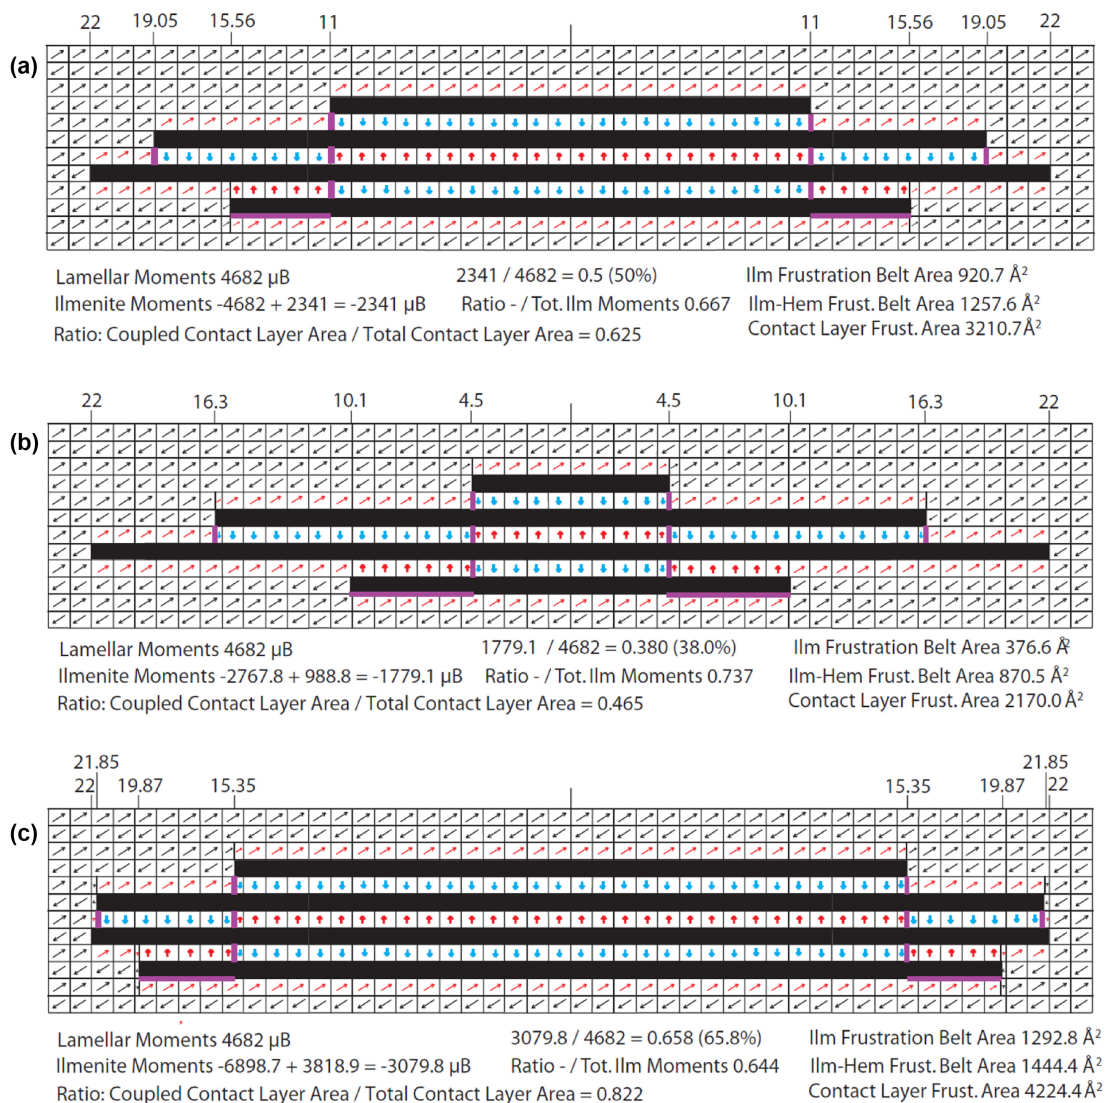 22 19.05 15.56 11 11 15.56 19.05 22
(a)
Lamellar Moments 4682 µB 2341 / 4682 = 0.5 (50%) Ilm Frustration Belt Area 920.7 Å²
Ilmenite Moments -4682 + 2341 = -2341 µB Ratio - / Tot. Ilm Moments 0.667 Ilm-Hem Frust. Belt Area 1257.6 Å²
Ratio: Coupled Contact Layer Area / Total Contact Layer Area = 0.625 Contact Layer Frust. Area 3210.7 Å²
22 16.3 10.1 4.5 4.5 10.1 16.3 22
(b)
Lamellar Moments 4682 µB 1779.1 / 4682 = 0.380 (38.0%) Ilm Frustration Belt Area 376.6 Å²
Ilmenite Moments -2767.8 + 988.8 = -1779.1 µB Ratio - / Tot. Ilm Moments 0.737 Ilm-Hem Frust. Belt Area 870.5 Å²
Ratio: Coupled Contact Layer Area / Total Contact Layer Area = 0.465 Contact Layer Frust. Area 2170.0 Å²
21.85 21.85
22 19.87 15.35 15.35 19.87 22
(c)
Lamellar Moments 4682 µB 3079.8 / 4682 = 0.658 (65.8%) Ilm Frustration Belt Area 1292.8 Å²
Ilmenite Moments -6898.7 + 3818.9 = -3079.8 µB Ratio - / Tot. Ilm Moments 0.644 Ilm-Hem Frust. Belt Area 1444.4 Å²
Ratio: Coupled Contact Layer Area / Total Contact Layer Area = 0.822 Contact Layer Frust. Area 4224.4 Å²